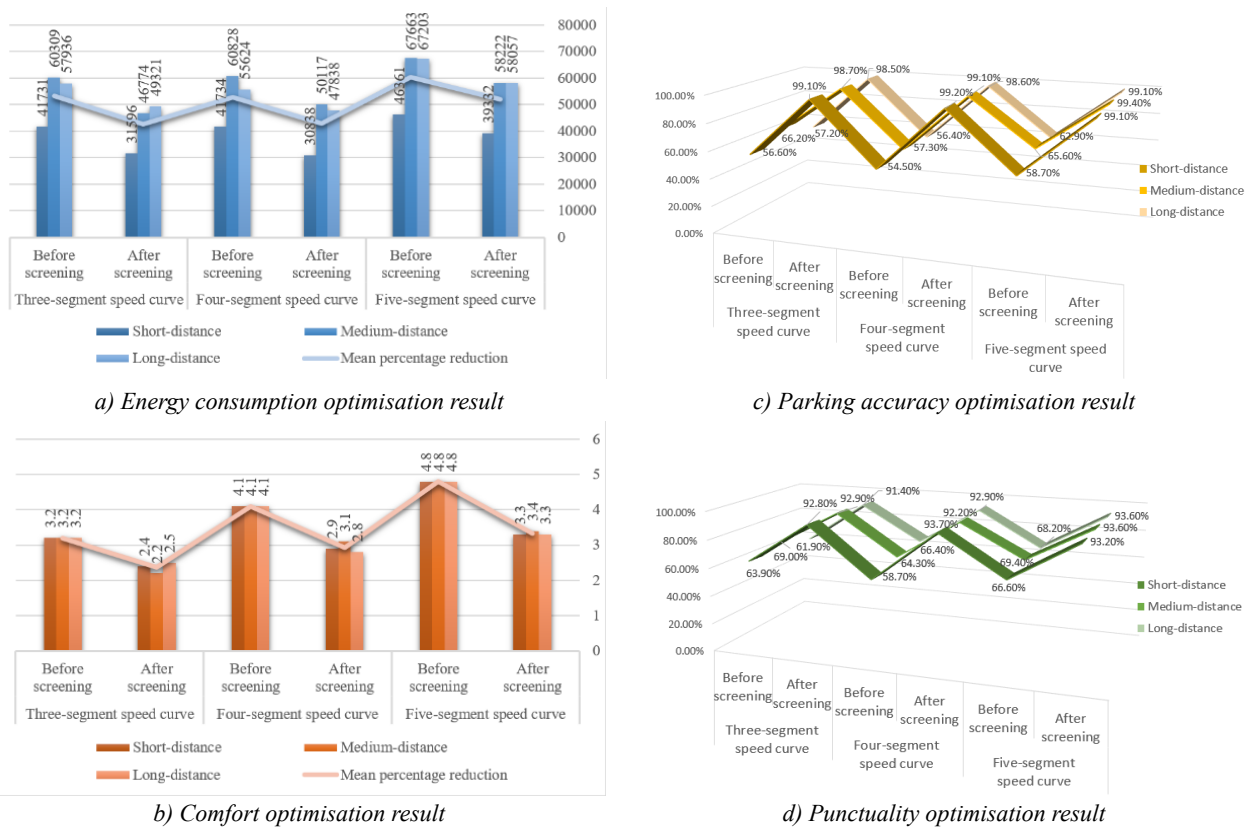 80000
70000
60000
50000
40000
30000
20000
10000
0
41731
60309
57936
31596
46774
49321
41734
60828
55624
30838
50117
47838
46361
67663
67203
39332
58222
58057
Before screening
After screening
Before screening
After screening
Before screening
After screening
Three-segment speed curve
Four-segment speed curve
Five-segment speed curve
Short-distance
Medium-distance
Long-distance
Mean percentage reduction
a) Energy consumption optimisation result
100.00%
80.00%
60.00%
40.00%
20.00%
0.00%
56.60%
99.10%
54.50%
99.20%
58.70%
99.10%
66.20%
98.70%
57.30%
99.10%
65.60%
99.40%
57.20%
98.50%
56.40%
98.60%
62.90%
99.10%
Before
screening
After
screening
Before
screening
After
screening
Before
screening
After
screening
Three-segment
speed curve
Four-segment
speed curve
Five-segment speed
curve
Short-distance
Medium-distance
Long-distance
c) Parking accuracy optimisation result
6
5
4
3
2
1
0
3.2
3.2
3.2
2.4
2.2
2.5
4.1
4.1
4.1
2.9
3.1
2.8
4.8
4.8
4.8
3.3
3.4
3.3
Before
screening
After
screening
Before
screening
After
screening
Before
screening
After
screening
Three-segment speed curve
Four-segment speed curve
Five-segment speed curve
Short-distance
Medium-distance
Long-distance
Mean percentage reduction
b) Comfort optimisation result
100.00%
80.00%
60.00%
40.00%
20.00%
0.00%
63.90%
92.80%
58.70%
93.70%
66.60%
93.20%
69.00%
92.90%
64.30%
92.20%
69.40%
93.60%
61.90%
91.40%
66.40%
92.90%
68.20%
93.60%
Before
screening
After
screening
Before
screening
After
screening
Before
screening
After
screening
Three-segment
speed curve
Four-segment
speed curve
Five-segment
speed curve
Short-distance
Medium-distance
Long-distance
d) Punctuality optimisation result